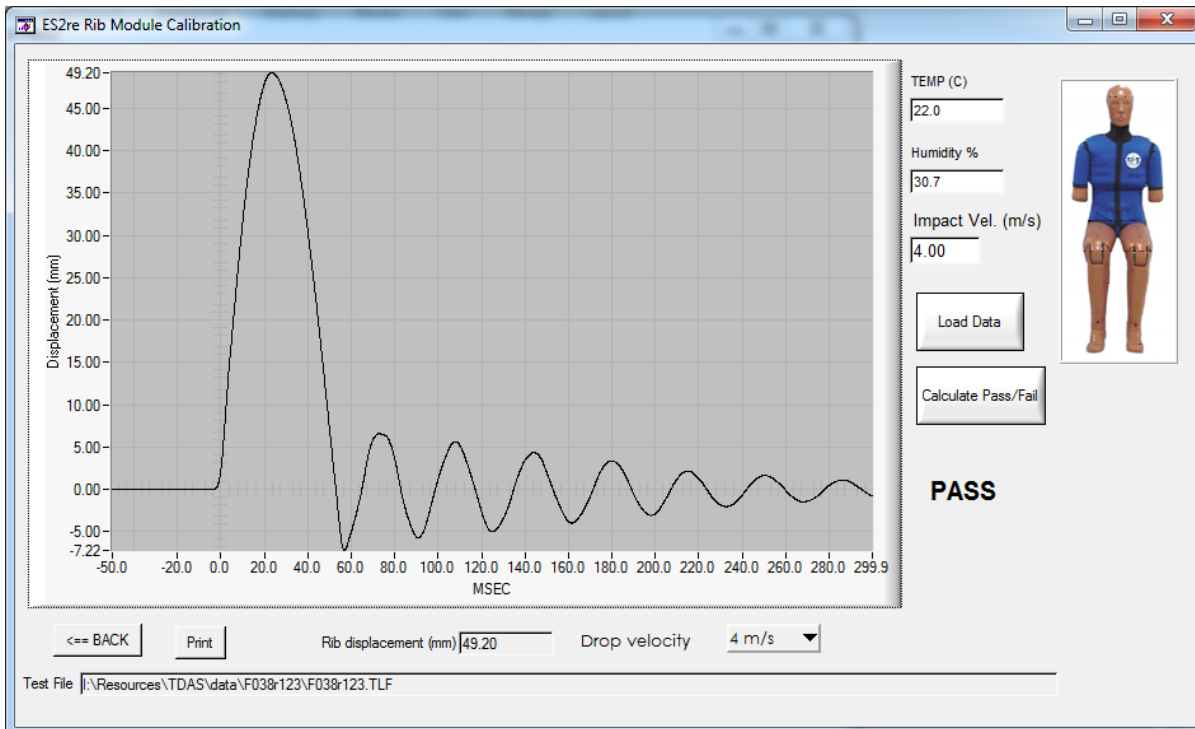 ES2re Rib Module Calibration
49.20
45.00
40.00
35.00
30.00
25.00
20.00
15.00
10.00
5.00
0.00
-5.00
-7.22
Displacement (mm)
-50.0 -20.0 0.0 20.0 40.0 60.0 80.0 100.0 120.0 140.0 160.0 180.0 200.0 220.0 240.0 260.0 280.0 299.9
MSEC
TEMP (C)
22.0
Humidity %
30.7
Impact Vel. (m/s)
4.00
Load Data
Calculate Pass/Fail
PASS
<== BACK
Print
Rib displacement (mm) 49.20
Drop velocity
4 m/s
Test File I:\Resources\TDAS\data\F038r123\F038r123.TLF